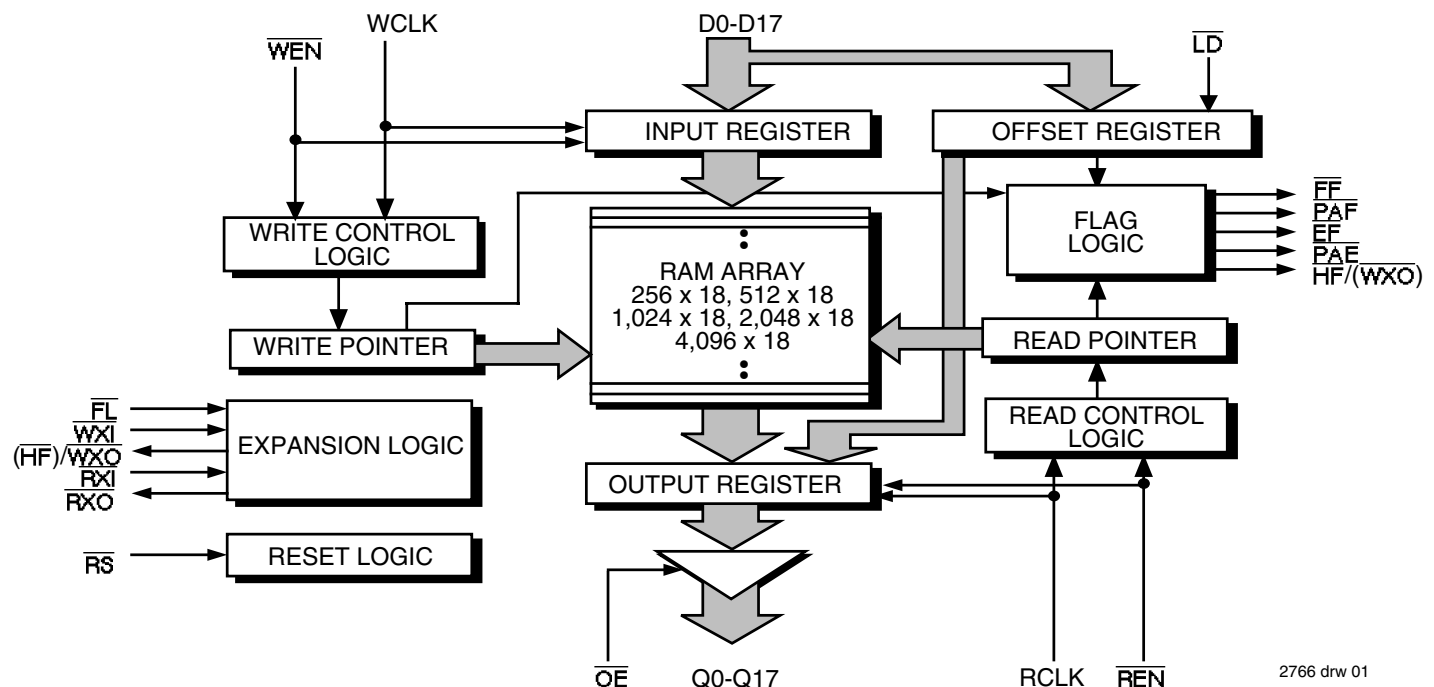 WCLK
D0-D17
WEN
LD
INPUT REGISTER
OFFSET REGISTER
WRITE CONTROL
LOGIC
FLAG
LOGIC
FF
PAF
EF
PAE
HF/(WXO)
RAM ARRAY
256 x 18, 512 x 18
1,024 x 18, 2,048 x 18
4,096 x 18
WRITE POINTER
READ POINTER
FL
WXI
(HF)/WXO
RXI
RXO
EXPANSION LOGIC
READ CONTROL
LOGIC
OUTPUT REGISTER
RS
RESET LOGIC
OE
Q0-Q17
RCLK
REN
2766 drw 01